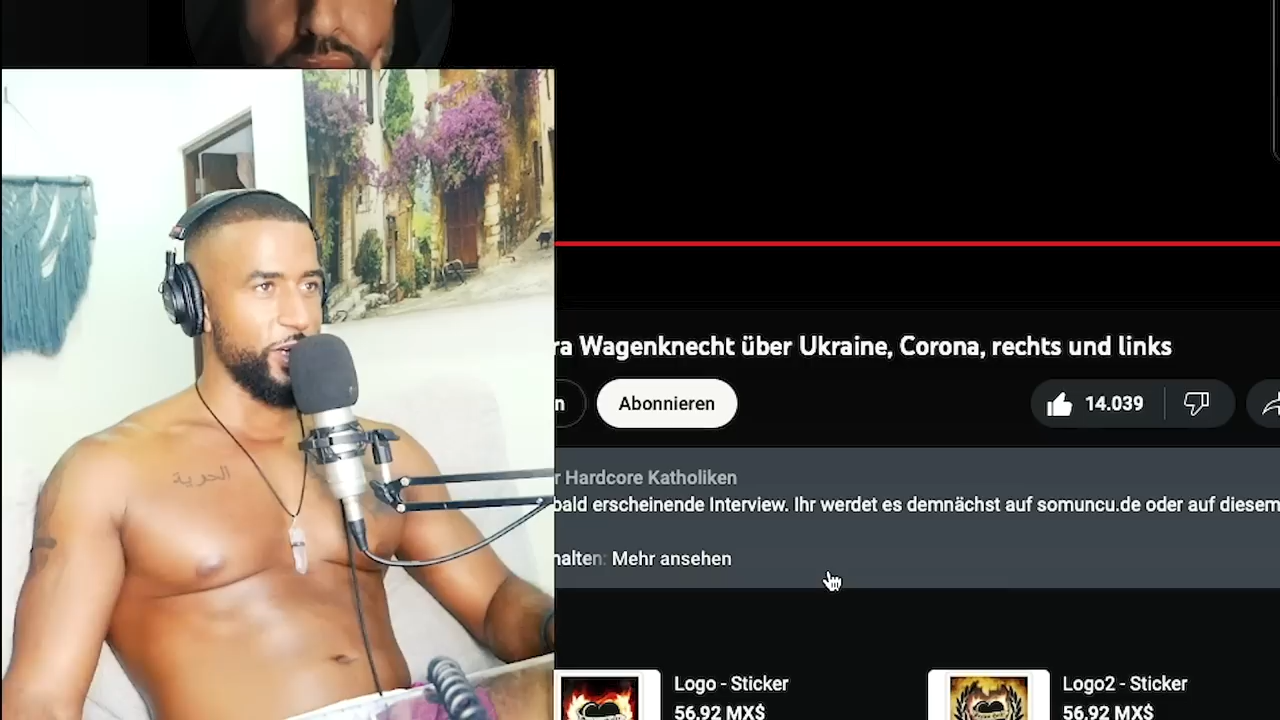 الحرية
ra Wagenknecht über Ukraine, Corona, rechts und links
n
Abonnieren
14.039
r Hardcore Katholiken
bald erscheinende Interview. Ihr werdet es demnächst auf somuncu.de oder auf diesem
halten: Mehr ansehen
Logo - Sticker
Logo2 - Sticker
56,92 MX$
56,92 MX$